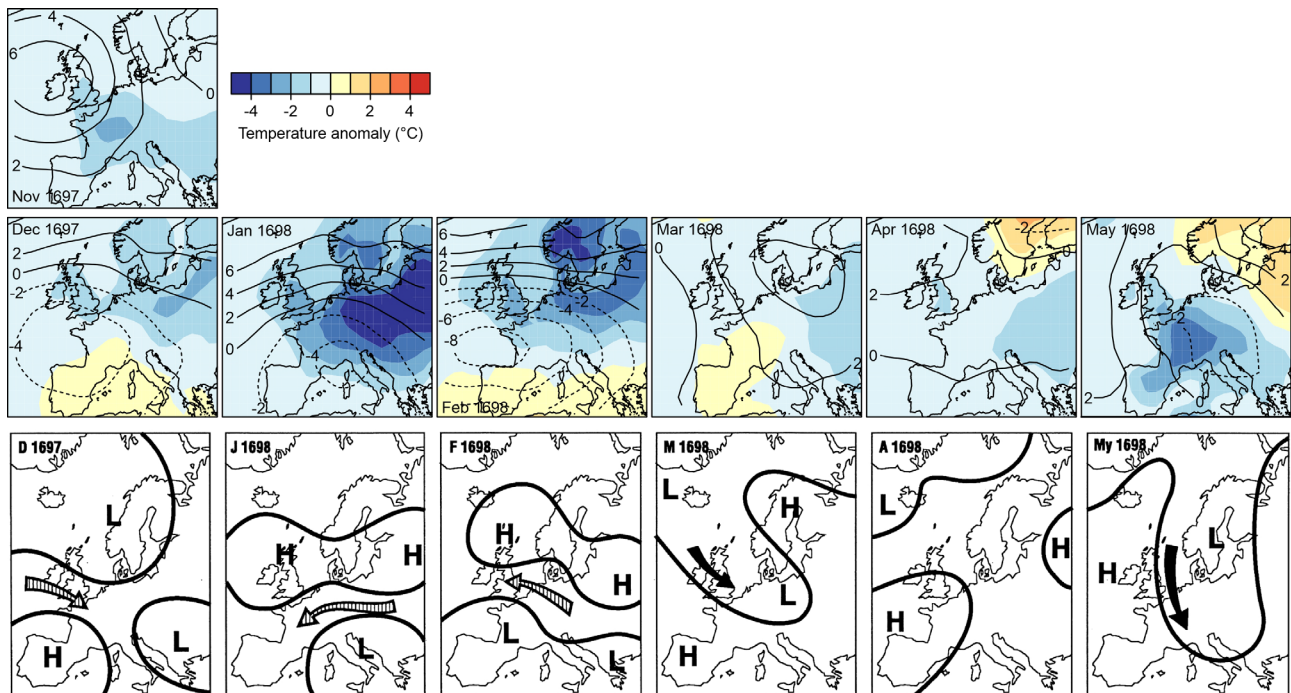 4
6
0
2
Nov 1697
-4 -2 0 2 4
Temperature anomaly (°C)
Dec 1697
2
0
-2
-4
Jan 1698
6
4
2
0
-4
-2
6
4
2
0
-2
-4
-6
-8
Feb 1698
Mar 1698
0
4
2
Apr 1698
-2
0
2
0
May 1698
2
-2
2
D 1697
L
L
H
J 1698
H
H
L
F 1698
H
H
L
L
M 1698
L
H
L
H
A 1698
L
H
H
My 1698
L
H